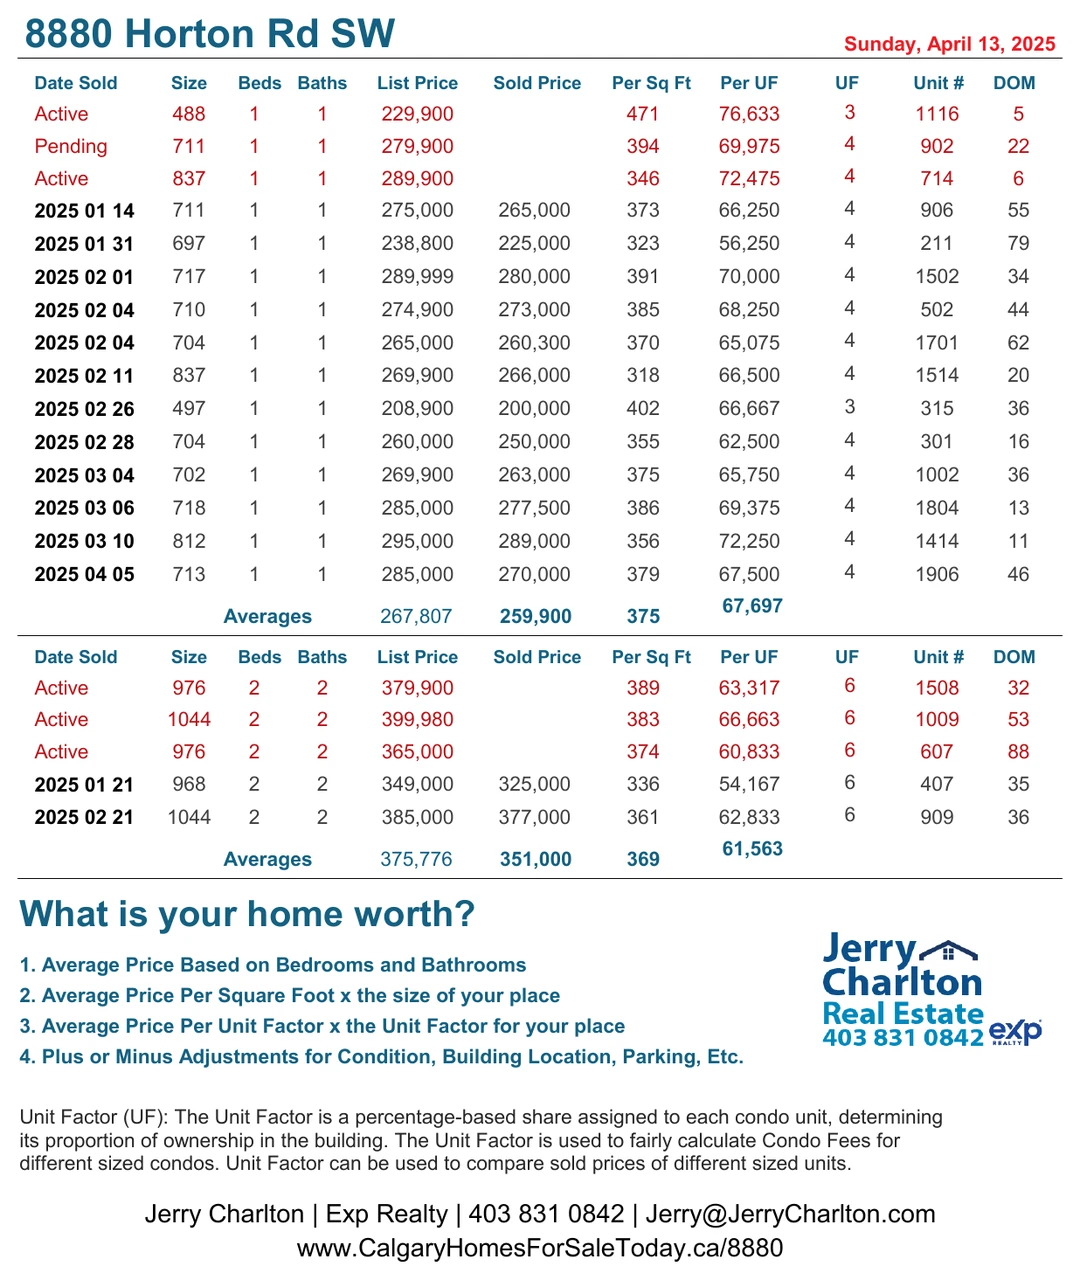 8880 Horton Rd SW
Sunday, April 13, 2025
Date Sold Size Beds Baths List Price Sold Price Per Sq Ft Per UF UF Unit # DOM
Active 488 1 1 229,900 471 76,633 3 1116 5
Pending 711 1 1 279,900 394 69,975 4 902 22
Active 837 1 1 289,900 346 72,475 4 714 6
2025 01 14 711 1 1 275,000 265,000 373 66,250 4 906 55
2025 01 31 697 1 1 238,800 225,000 323 56,250 4 211 79
2025 02 01 717 1 1 289,999 280,000 391 70,000 4 1502 34
2025 02 04 710 1 1 274,900 273,000 385 68,250 4 502 44
2025 02 04 704 1 1 265,000 260,300 370 65,075 4 1701 62
2025 02 11 837 1 1 269,900 266,000 318 66,500 4 1514 20
2025 02 26 497 1 1 208,900 200,000 402 66,667 3 315 36
2025 02 28 704 1 1 260,000 250,000 355 62,500 4 301 16
2025 03 04 702 1 1 269,900 263,000 375 65,750 4 1002 36
2025 03 06 718 1 1 285,000 277,500 386 69,375 4 1804 13
2025 03 10 812 1 1 295,000 289,000 356 72,250 4 1414 11
2025 04 05 713 1 1 285,000 270,000 379 67,500 4 1906 46
Averages 267,807 259,900 375 67,697
Date Sold Size Beds Baths List Price Sold Price Per Sq Ft Per UF UF Unit # DOM
Active 976 2 2 379,900 389 63,317 6 1508 32
Active 1044 2 2 399,980 383 66,663 6 1009 53
Active 976 2 2 365,000 374 60,833 6 607 88
2025 01 21 968 2 2 349,000 325,000 336 54,167 6 407 35
2025 02 21 1044 2 2 385,000 377,000 361 62,833 6 909 36
Averages 375,776 351,000 369 61,563
What is your home worth?
1. Average Price Based on Bedrooms and Bathrooms
2. Average Price Per Square Foot x the size of your place
3. Average Price Per Unit Factor x the Unit Factor for your place
4. Plus or Minus Adjustments for Condition, Building Location, Parking, Etc.
Jerry
Charlton
Real Estate
403 831 0842
exp
REALTY
Unit Factor (UF): The Unit Factor is a percentage-based share assigned to each condo unit, determining
its proportion of ownership in the building. The Unit Factor is used to fairly calculate Condo Fees for
different sized condos. Unit Factor can be used to compare sold prices of different sized units.
Jerry Charlton | Exp Realty | 403 831 0842 | Jerry@JerryCharlton.com
www.CalgaryHomesForSaleToday.ca/8880